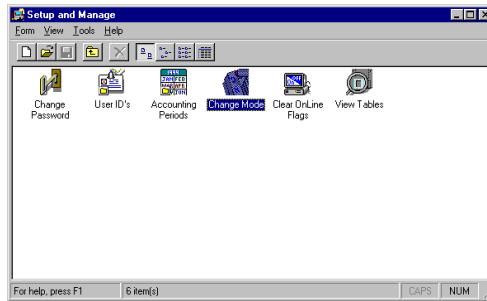 Setup and Manage
Form View Tools Help
Change Password
User ID's
Accounting Periods
Change Mode
Clear OnLine Flags
View Tables
For help, press F1
6 item(s)
CAPS
NUM